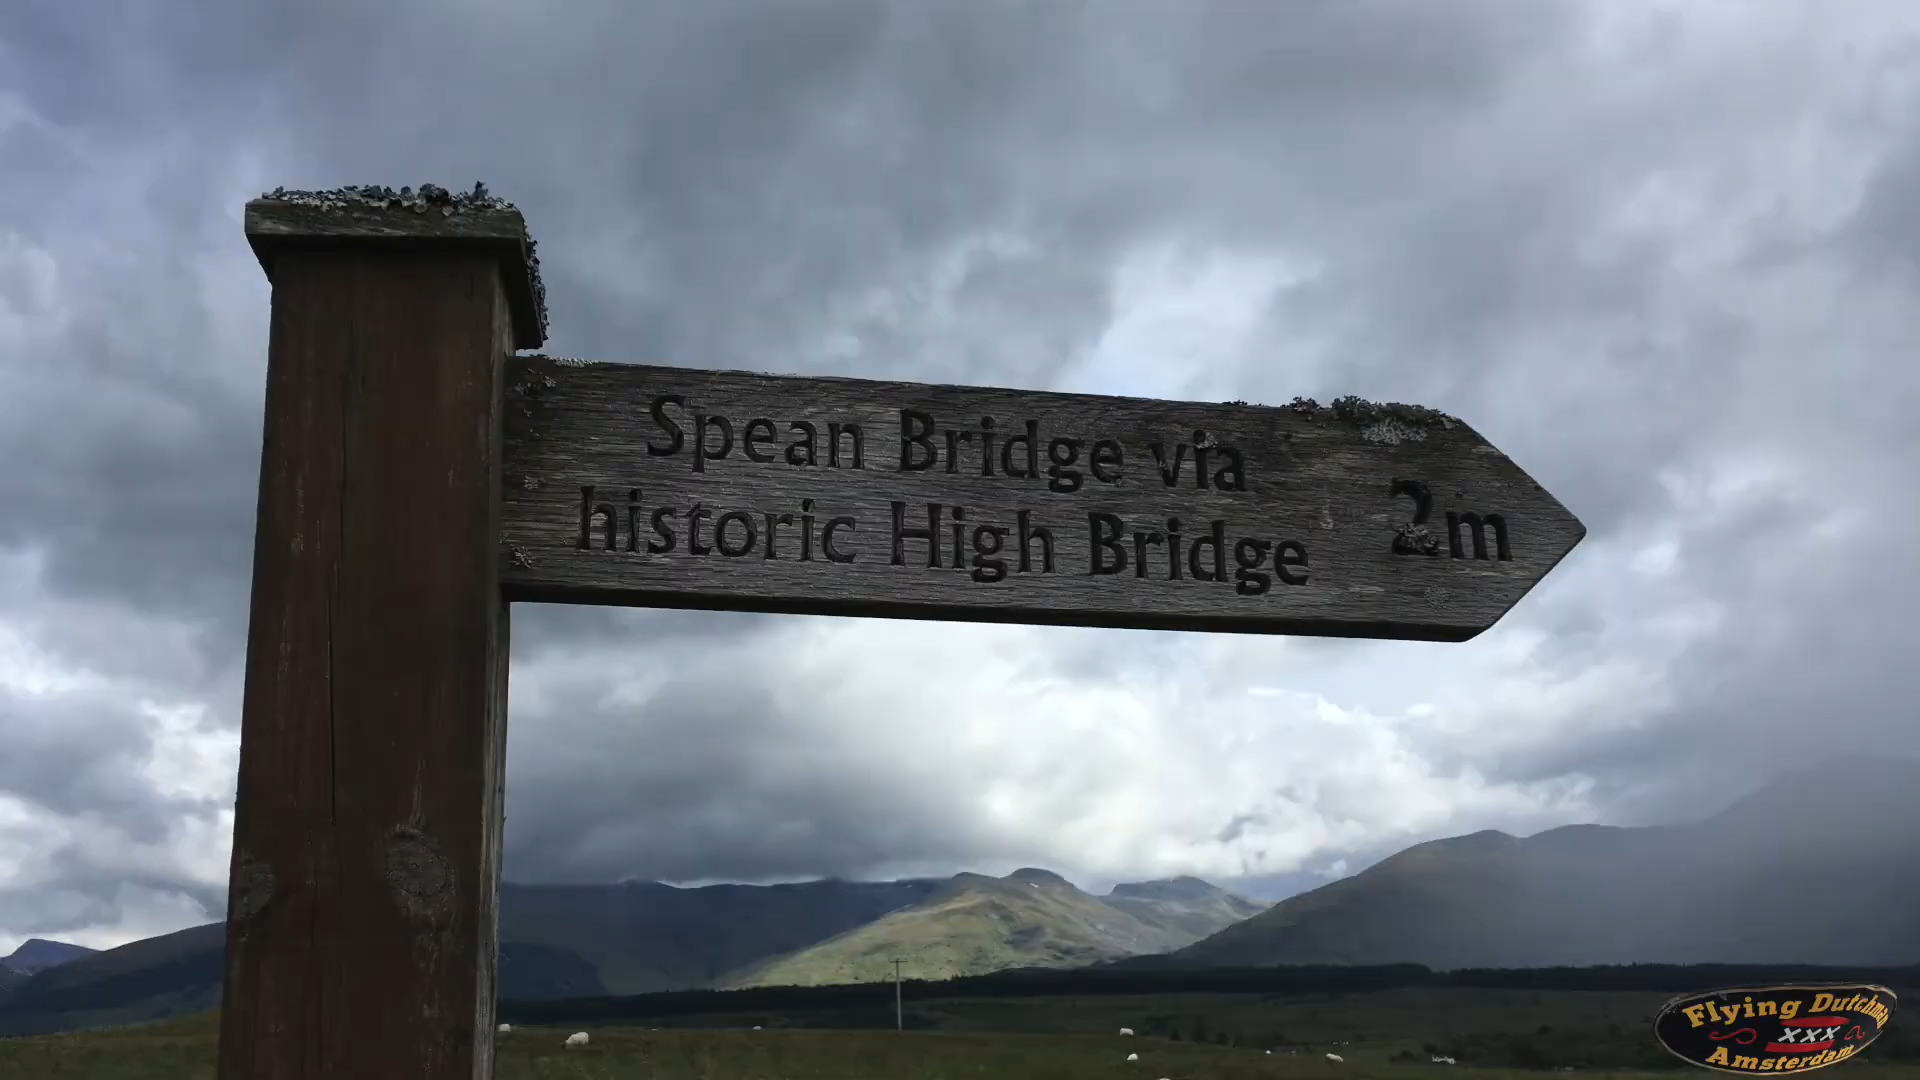 Spean Bridge via
historic High Bridge
2m
Flying Dutchman
XXX
Amsterdam